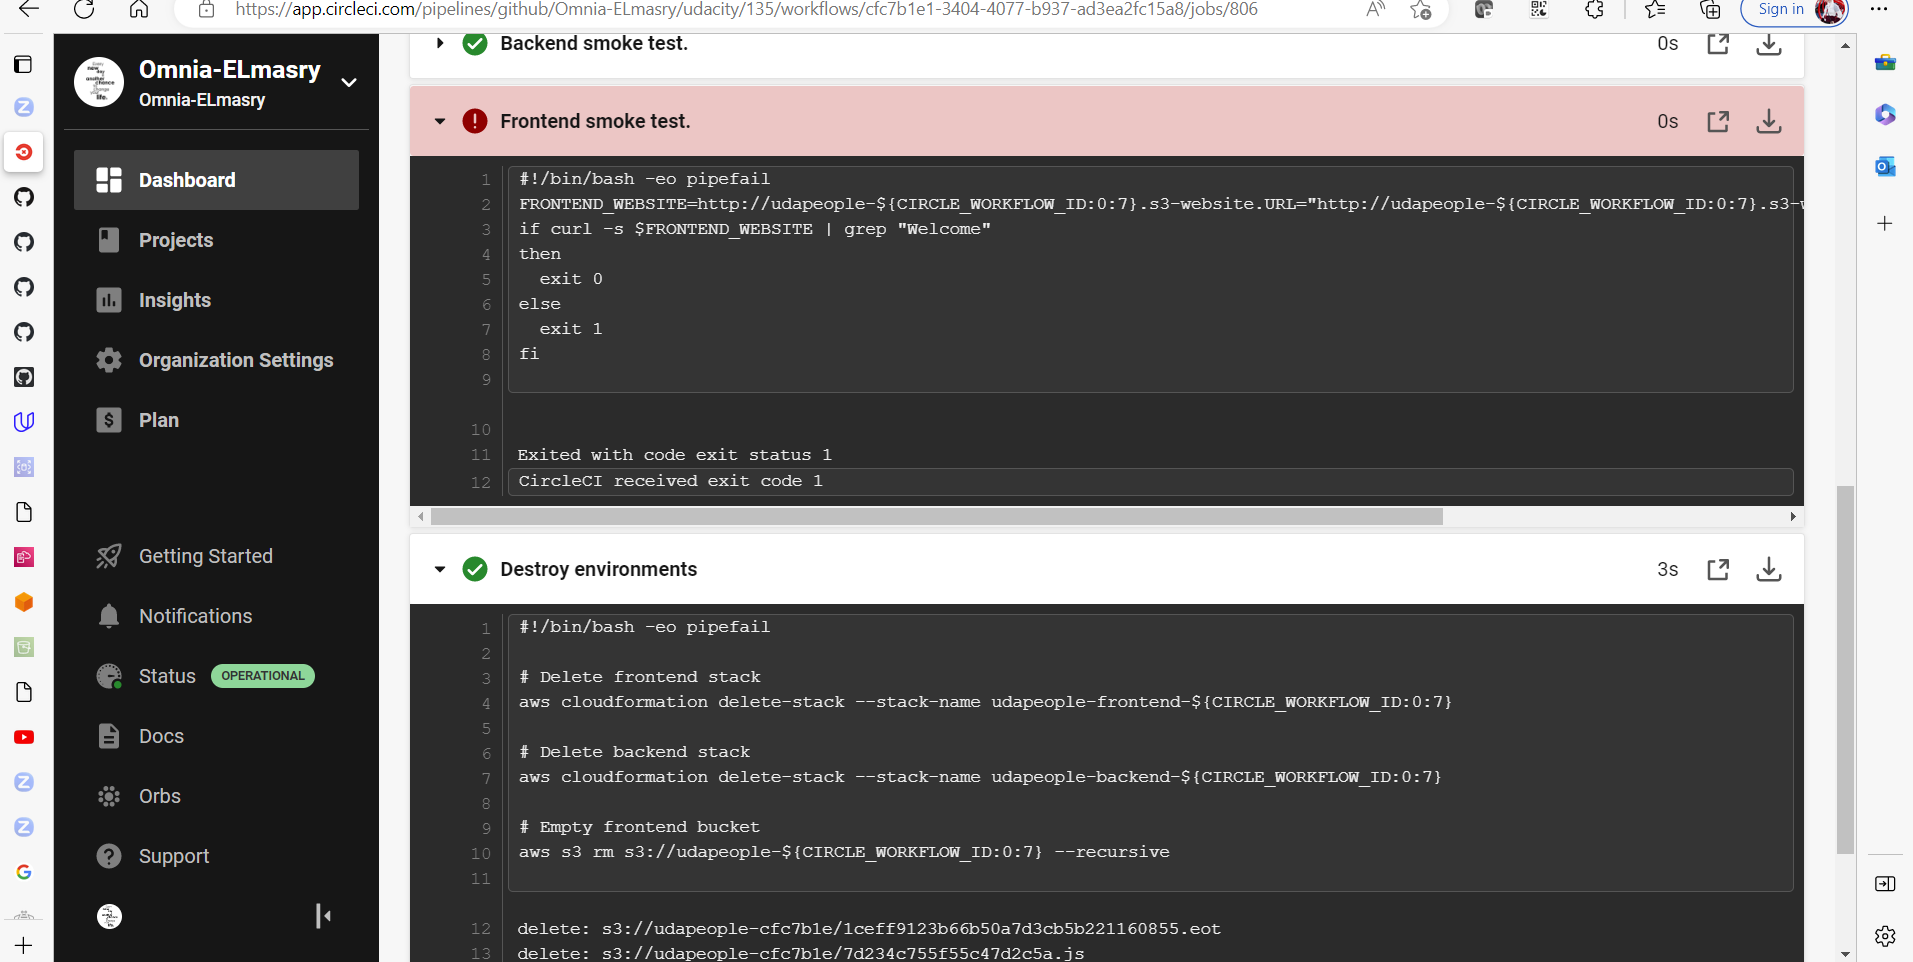 https://app.circleci.com/pipelines/github/Omnia-ELmasry/udacity/135/workflows/cfc7b1e1-3404-4077-b937-ad3ea2fc15a8/jobs/806
Sign in
Omnia-ELmasry
Omnia-ELmasry
Dashboard
Projects
Insights
Organization Settings
Plan
Getting Started
Notifications
Status OPERATIONAL
Docs
Orbs
Support
Backend smoke test. 0s
Frontend smoke test. 0s
1 #!/bin/bash -eo pipefail
2 FRONTEND_WEBSITE=http://udapeople-${CIRCLE_WORKFLOW_ID:0:7}.s3-website.URL="http://udapeople-${CIRCLE_WORKFLOW_ID:0:7}.s3-w
3 if curl -s $FRONTEND_WEBSITE | grep "Welcome"
4 then
5 exit 0
6 else
7 exit 1
8 fi
9
10
11 Exited with code exit status 1
12 CircleCI received exit code 1
Destroy environments 3s
1 #!/bin/bash -eo pipefail
2
3 # Delete frontend stack
4 aws cloudformation delete-stack --stack-name udapeople-frontend-${CIRCLE_WORKFLOW_ID:0:7}
5
6 # Delete backend stack
7 aws cloudformation delete-stack --stack-name udapeople-backend-${CIRCLE_WORKFLOW_ID:0:7}
8
9 # Empty frontend bucket
10 aws s3 rm s3://udapeople-${CIRCLE_WORKFLOW_ID:0:7} --recursive
11
12 delete: s3://udapeople-cfc7b1e/1ceff9123b66b50a7d3cb5b221160855.eot
13 delete: s3://udapeople-cfc7b1e/7d234c755f55c47d2c5a.js